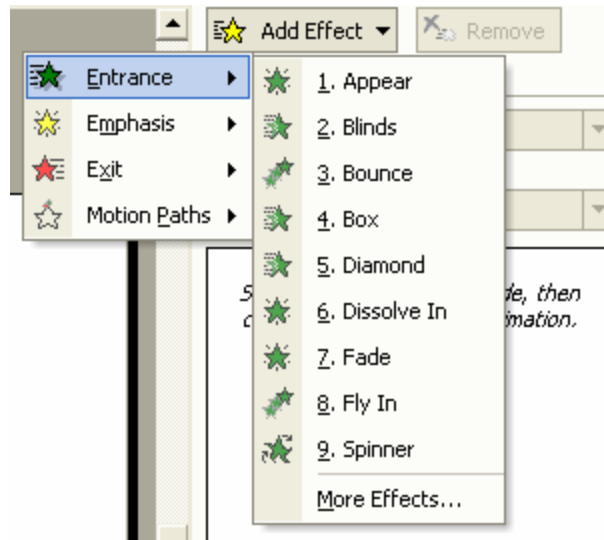 Add Effect
Remove
Entrance
Emphasis
Exit
Motion Paths
1. Appear
2. Blinds
3. Bounce
4. Box
5. Diamond
6. Dissolve In
7. Fade
8. Fly In
9. Spinner
More Effects...
S de, then
c imation.